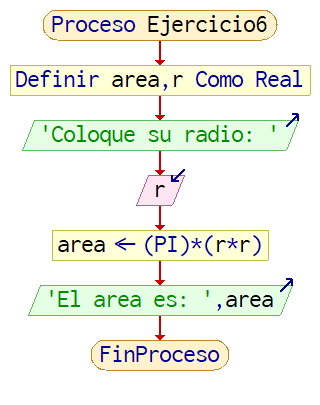 Proceso Ejercicio6
Definir area,r Como Real
'Coloque su radio: '
r
area ← (PI)*(r*r)
'El area es: ',area
FinProceso